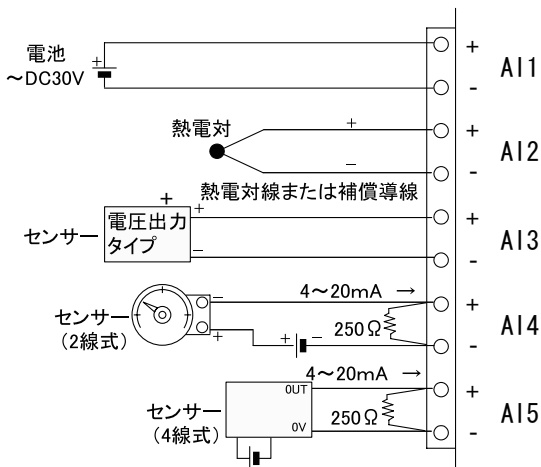 電池
～DC30V
+
+
-
AI1
熱電対
+
−
+
-
AI2
熱電対線または補償導線
センサー
+
電圧出力
タイプ
+
−
+
-
AI3
センサー
（2線式）
−
+
4～20mA →
250Ω
+
−
+
-
AI4
センサー
（4線式）
OUT
0V
4～20mA →
250Ω
+
-
AI5